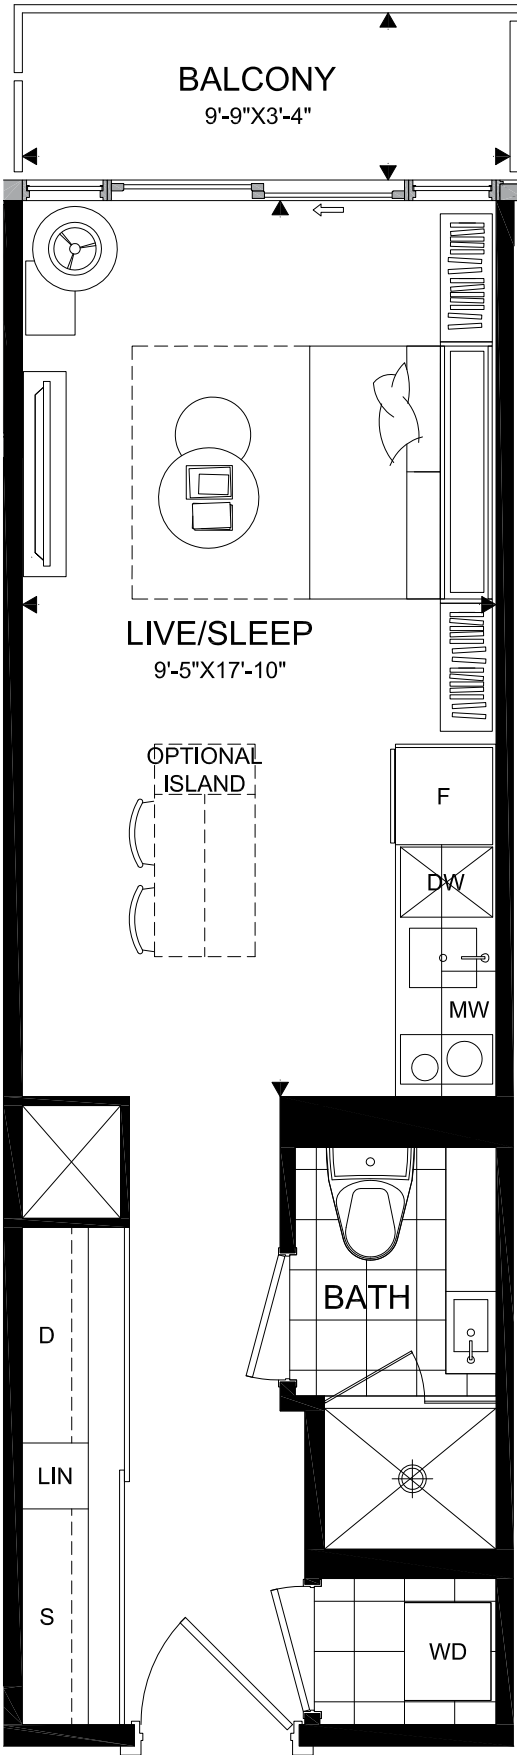 BALCONY
9'-9"X3'-4"
LIVE/SLEEP
9'-5"X17'-10"
OPTIONAL
ISLAND
F
DW
MW
BATH
D
LIN
S
WD